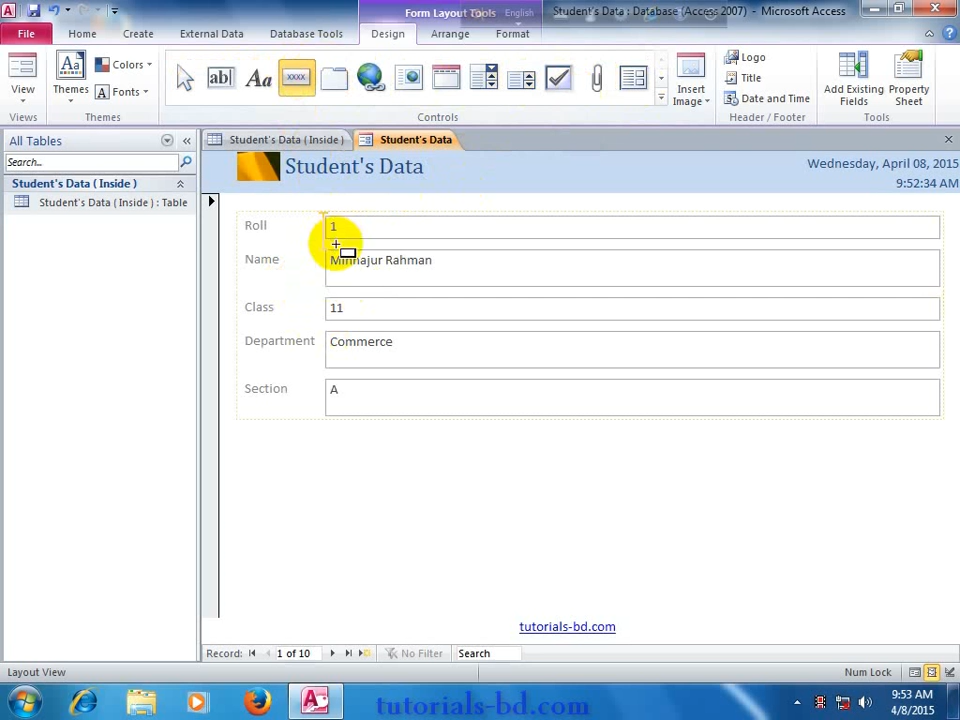 Form Layout Tools
English
Student's Data : Database (Access 2007) - Microsoft Access
File
Home
Create
External Data
Database Tools
Design
Arrange
Format
View
Themes
Colors
Fonts
ab
Aa
xxxx
Insert
Image
Logo
Title
Date and Time
Add Existing
Fields
Property
Sheet
Views
Themes
Controls
Header / Footer
Tools
All Tables
Search...
Student's Data ( Inside )
Student's Data ( Inside ) : Table
Student's Data ( Inside )
Student's Data
Student's Data
Wednesday, April 08, 2015
9:52:34 AM
Roll
1
Name
Minhajur Rahman
Class
11
Department
Commerce
Section
A
tutorials-bd.com
Record:
1 of 10
No Filter
Search
Layout View
Num Lock
tutorials-bd.com
9:53 AM
4/8/2015